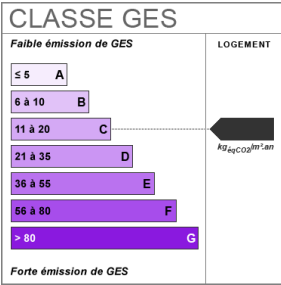 CLASSE GES
Faible émission de GES
LOGEMENT
≤ 5 A
6 à 10 B
11 à 20 C
21 à 35 D
36 à 55 E
56 à 80 F
> 80 G
kgéqCO2/m².an
Forte émission de GES